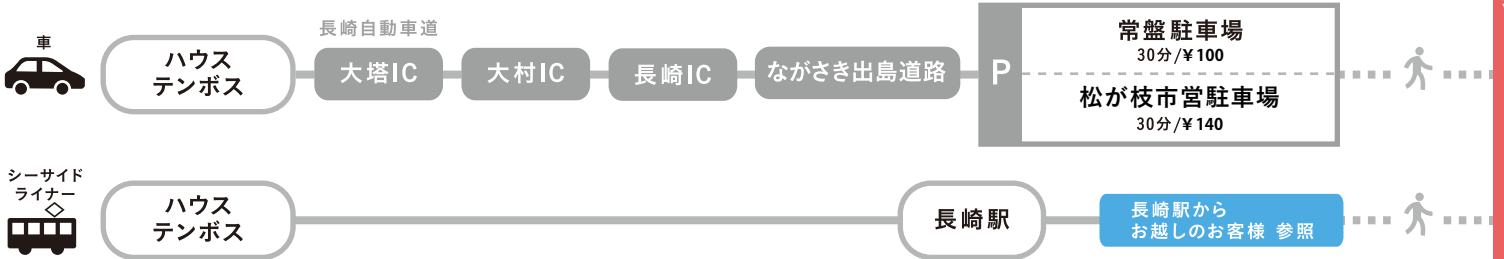 車
ハウス
テンボス
長崎自動車道
大塔IC
大村IC
長崎IC
ながさき出島道路
P
常盤駐車場
30分/¥100
松が枝市営駐車場
30分/¥140
シーサイド
ライナー
ハウス
テンボス
長崎駅
長崎駅から
お越しのお客様 参照